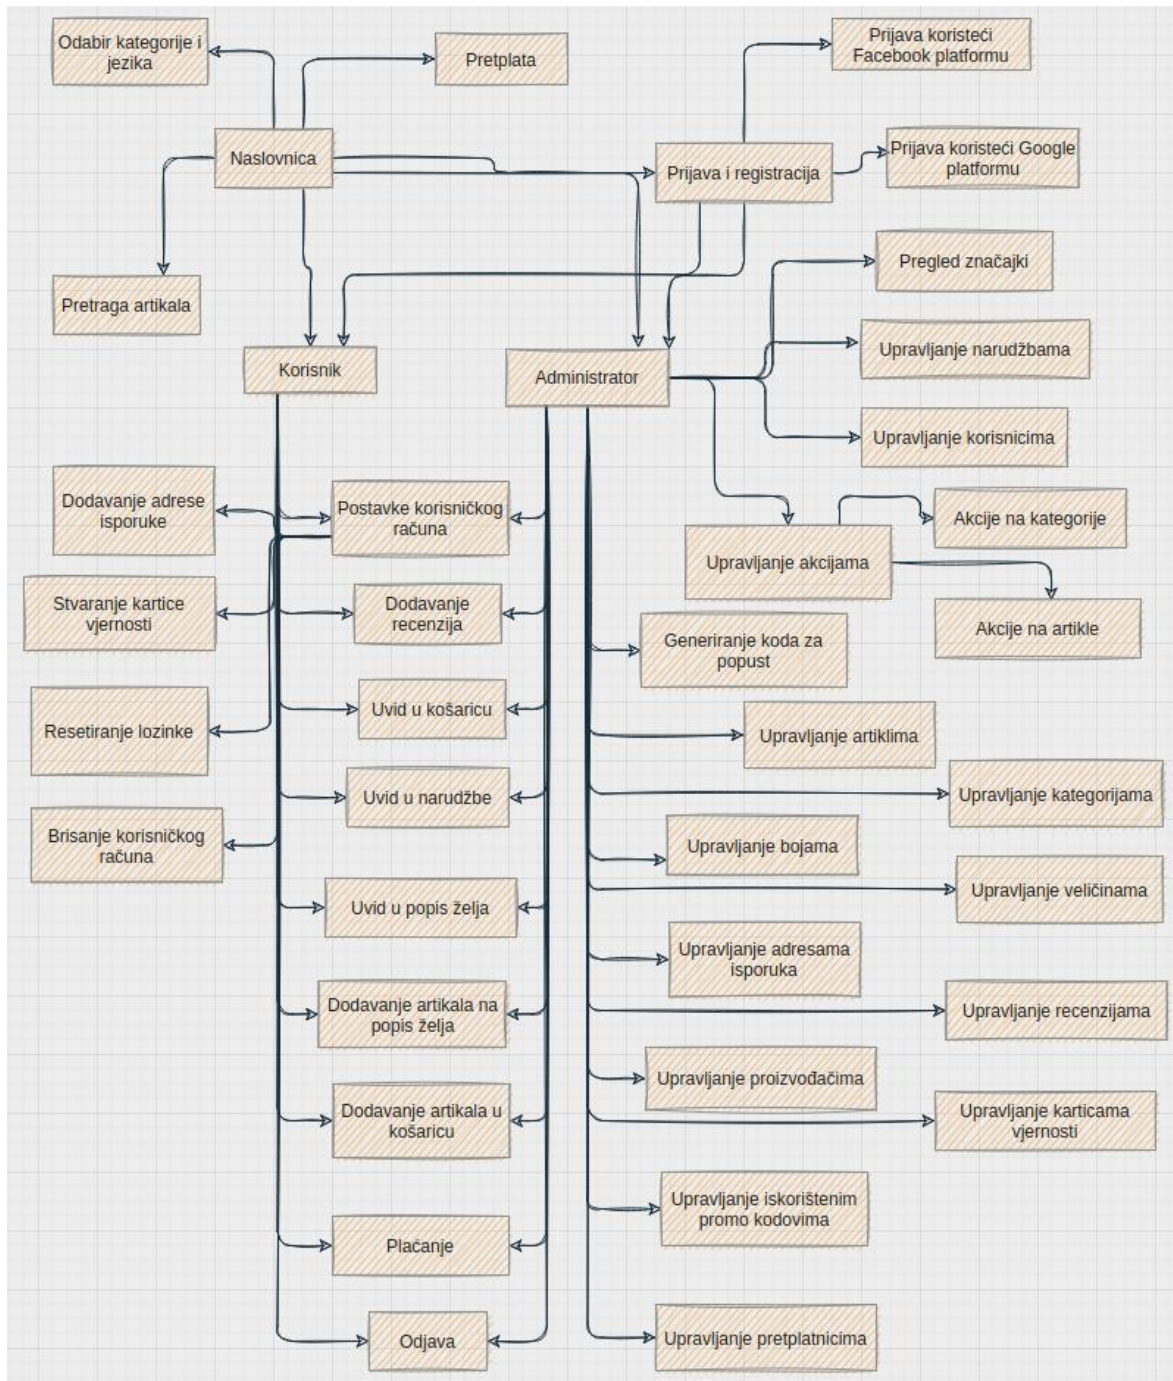 Odabir kategorije i
jezika
Pretplata
Prijava koristeći
Facebook platformu
Naslovnica
Prijava i registracija
Prijava koristeći Google
platformu
Pretraga artikala
Pregled značajki
Korisnik
Administrator
Upravljanje narudžbama
Upravljanje korisnicima
Dodavanje adrese
isporuke
Postavke korisničkog
računa
Akcije na kategorije
Upravljanje akcijama
Stvaranje kartice
vjernosti
Dodavanje
recenzija
Akcije na artikle
Generiranje koda za
popust
Resetiranje lozinke
Uvid u košaricu
Upravljanje artiklima
Uvid u narudžbe
Upravljanje kategorijama
Brisanje korisničkog
računa
Upravljanje bojama
Upravljanje veličinama
Uvid u popis želja
Upravljanje adresama
isporuka
Dodavanje artikala na
popis želja
Upravljanje recenzijama
Upravljanje proizvođačima
Dodavanje artikala u
košaricu
Upravljanje karticama
vjernosti
Upravljanje iskorištenim
promo kodovima
Plaćanje
Odjava
Upravljanje pretplatnicima